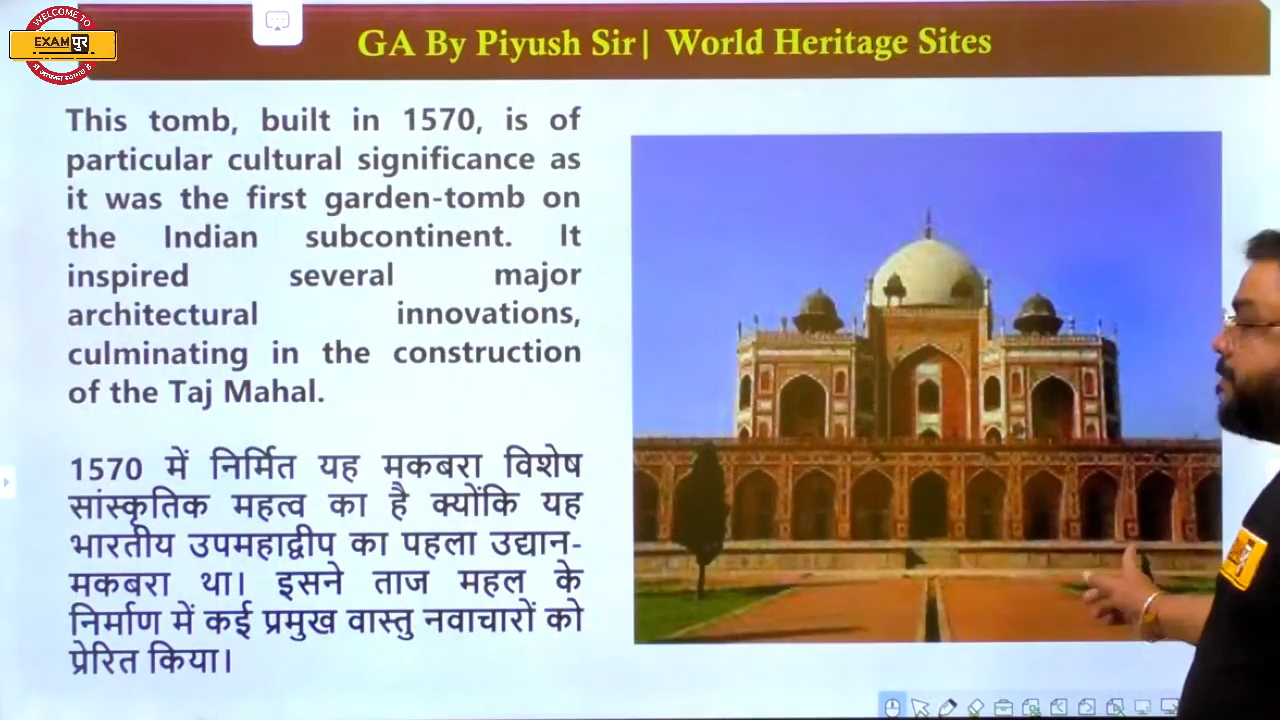 WELCOME TO
EXAM पुर
GA By Piyush Sir| World Heritage Sites
This tomb, built in 1570, is of
particular cultural significance as
it was the first garden-tomb on
the Indian subcontinent. It
inspired several major
architectural innovations,
culminating in the construction
of the Taj Mahal.
1570 में निर्मित यह मकबरा विशेष
सांस्कृतिक महत्व का है क्योंकि यह
भारतीय उपमहाद्वीप का पहला उद्यान-
मकबरा था। इसने ताज महल के
निर्माण में कई प्रमुख वास्तु नवाचारों को
प्रेरित किया।